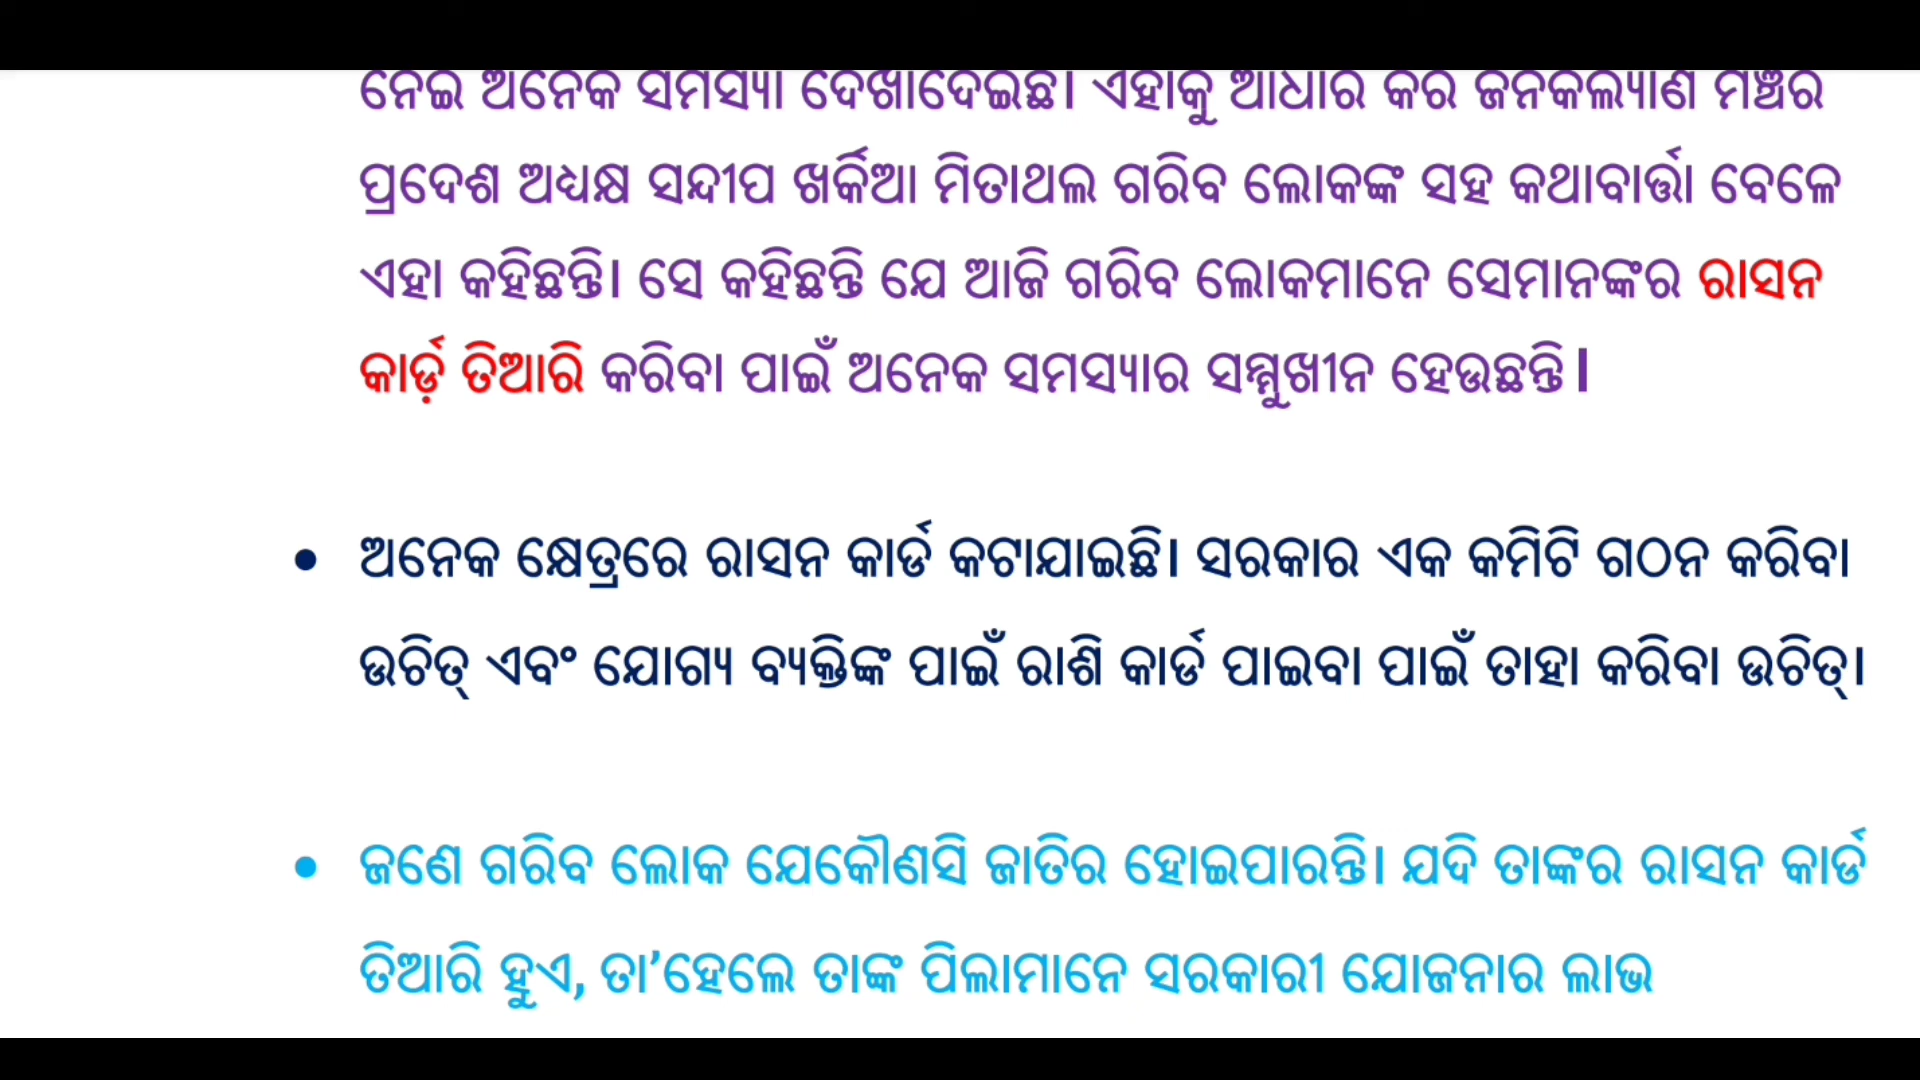 ନେଇ ଅନେକ ସମସ୍ୟା ଦେଖାଦେଇଛି। ଏହାକୁ ଆଧାର କରି ଜନକଲ୍ୟାଣ ମଞ୍ଚର
ପ୍ରଦେଶ ଅଧ୍ୟକ୍ଷ ସନ୍ଦୀପ ଖର୍କିଆ ମିତାଥଲ ଗରିବ ଲୋକଙ୍କ ସହ କଥାବାର୍ତ୍ତା ବେଳେ
ଏହା କହିଛନ୍ତି। ସେ କହିଛନ୍ତି ଯେ ଆଜି ଗରିବ ଲୋକମାନେ ସେମାନଙ୍କର ରାସନ
କାର୍ଡ଼ ତିଆରି କରିବା ପାଇଁ ଅନେକ ସମସ୍ୟାର ସମ୍ମୁଖୀନ ହେଉଛନ୍ତି l
• ଅନେକ କ୍ଷେତ୍ରରେ ରାସନ କାର୍ଡ କଟାଯାଇଛି। ସରକାର ଏକ କମିଟି ଗଠନ କରିବା
ଉଚିତ୍ ଏବଂ ଯୋଗ୍ୟ ବ୍ୟକ୍ତିଙ୍କ ପାଇଁ ରାଶି କାର୍ଡ ପାଇବା ପାଇଁ ତାହା କରିବା ଉଚିତ୍।
• ଜଣେ ଗରିବ ଲୋକ ଯେକୌଣସି ଜାତିର ହୋଇପାରନ୍ତି। ଯଦି ତାଙ୍କର ରାସନ କାର୍ଡ
ତିଆରି ହୁଏ, ତା’ହେଲେ ତାଙ୍କ ପିଲାମାନେ ସରକାରୀ ଯୋଜନାର ଲାଭ